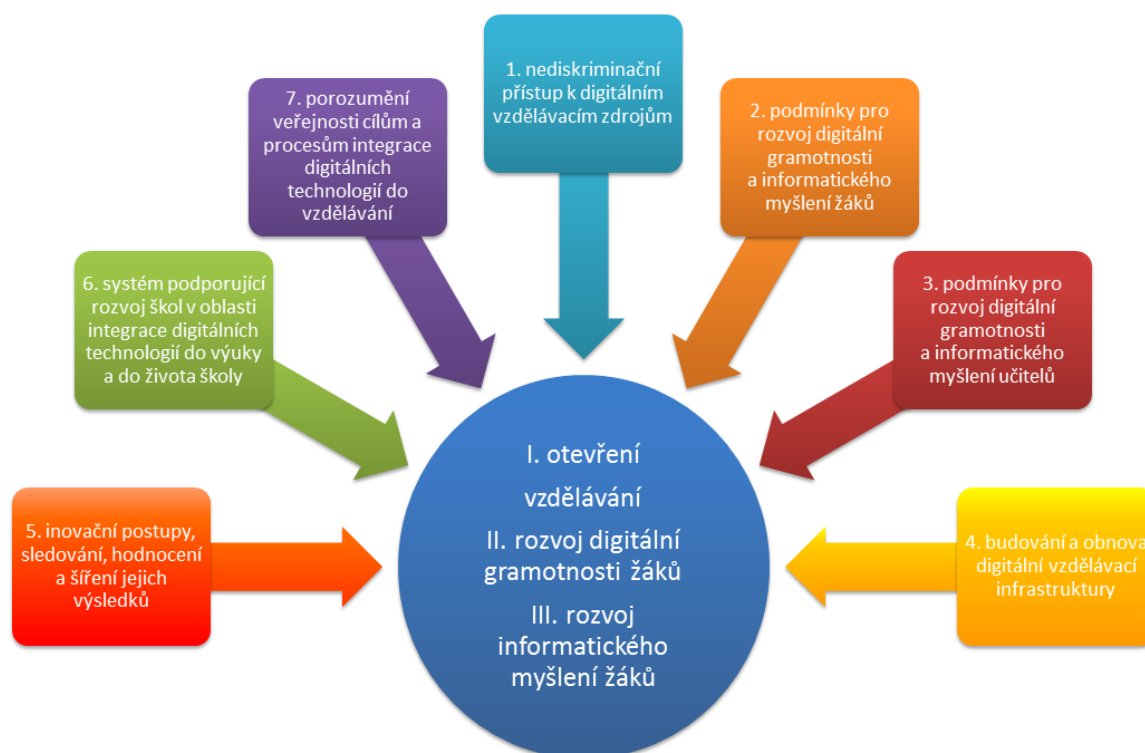 1. nediskriminační
přístup k digitálním
vzdělávacím zdrojům
2. podmínky pro
rozvoj digitální
gramotnosti
a informatického
myšlení žáků
3. podmínky pro
rozvoj digitální
gramotnosti
a informatického
myšlení učitelů
4. budování a obnova
digitální vzdělávací
infrastruktury
5. inovační postupy,
sledování, hodnocení
a šíření jejich
výsledků
6. systém podporující
rozvoj škol v oblasti
integrace digitálních
technologií do výuky
a do života školy
7. porozumění
veřejnosti cílům a
procesům integrace
digitálních
technologií do
vzdělávání
I. otevření
vzdělávání
II. rozvoj digitální
gramotnosti žáků
III. rozvoj
informatického
myšlení žáků